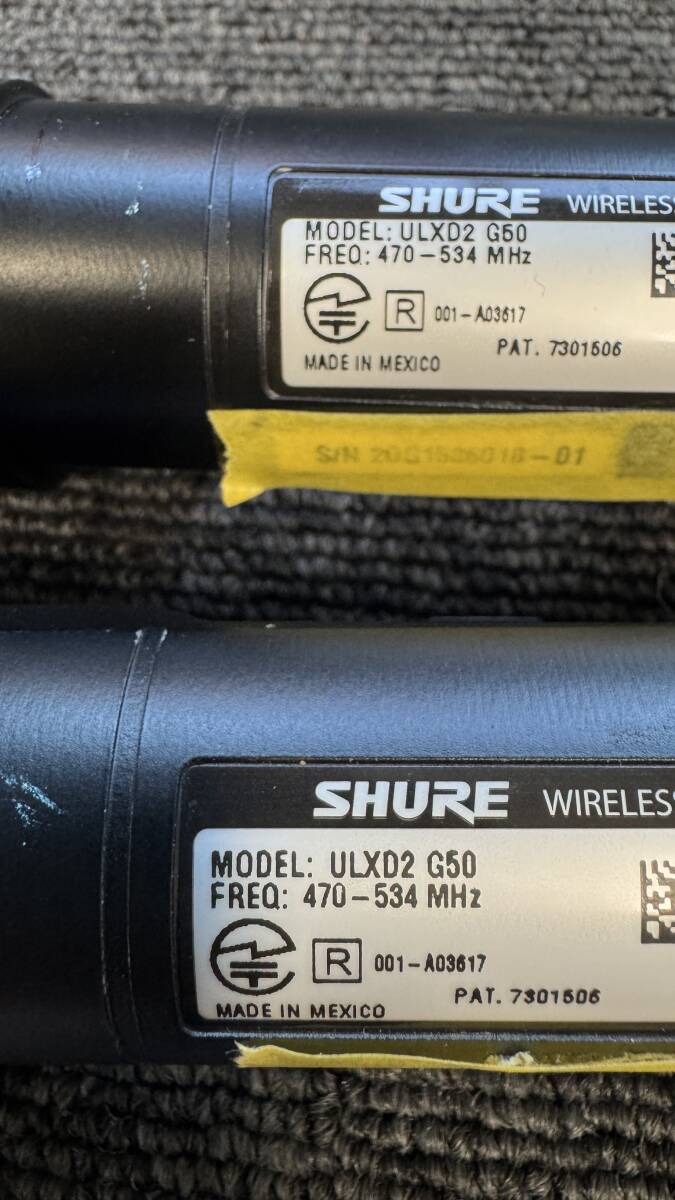 SHURE WIRELESS
MODEL: ULXD2 G50
FREQ: 470-534 MHz
R 001-A03617
PAT. 7301506
MADE IN MEXICO
S/N
SHURE WIRELESS
MODEL: ULXD2 G50
FREQ: 470-534 MHz
R 001-A03617
PAT. 7301506
MADE IN MEXICO